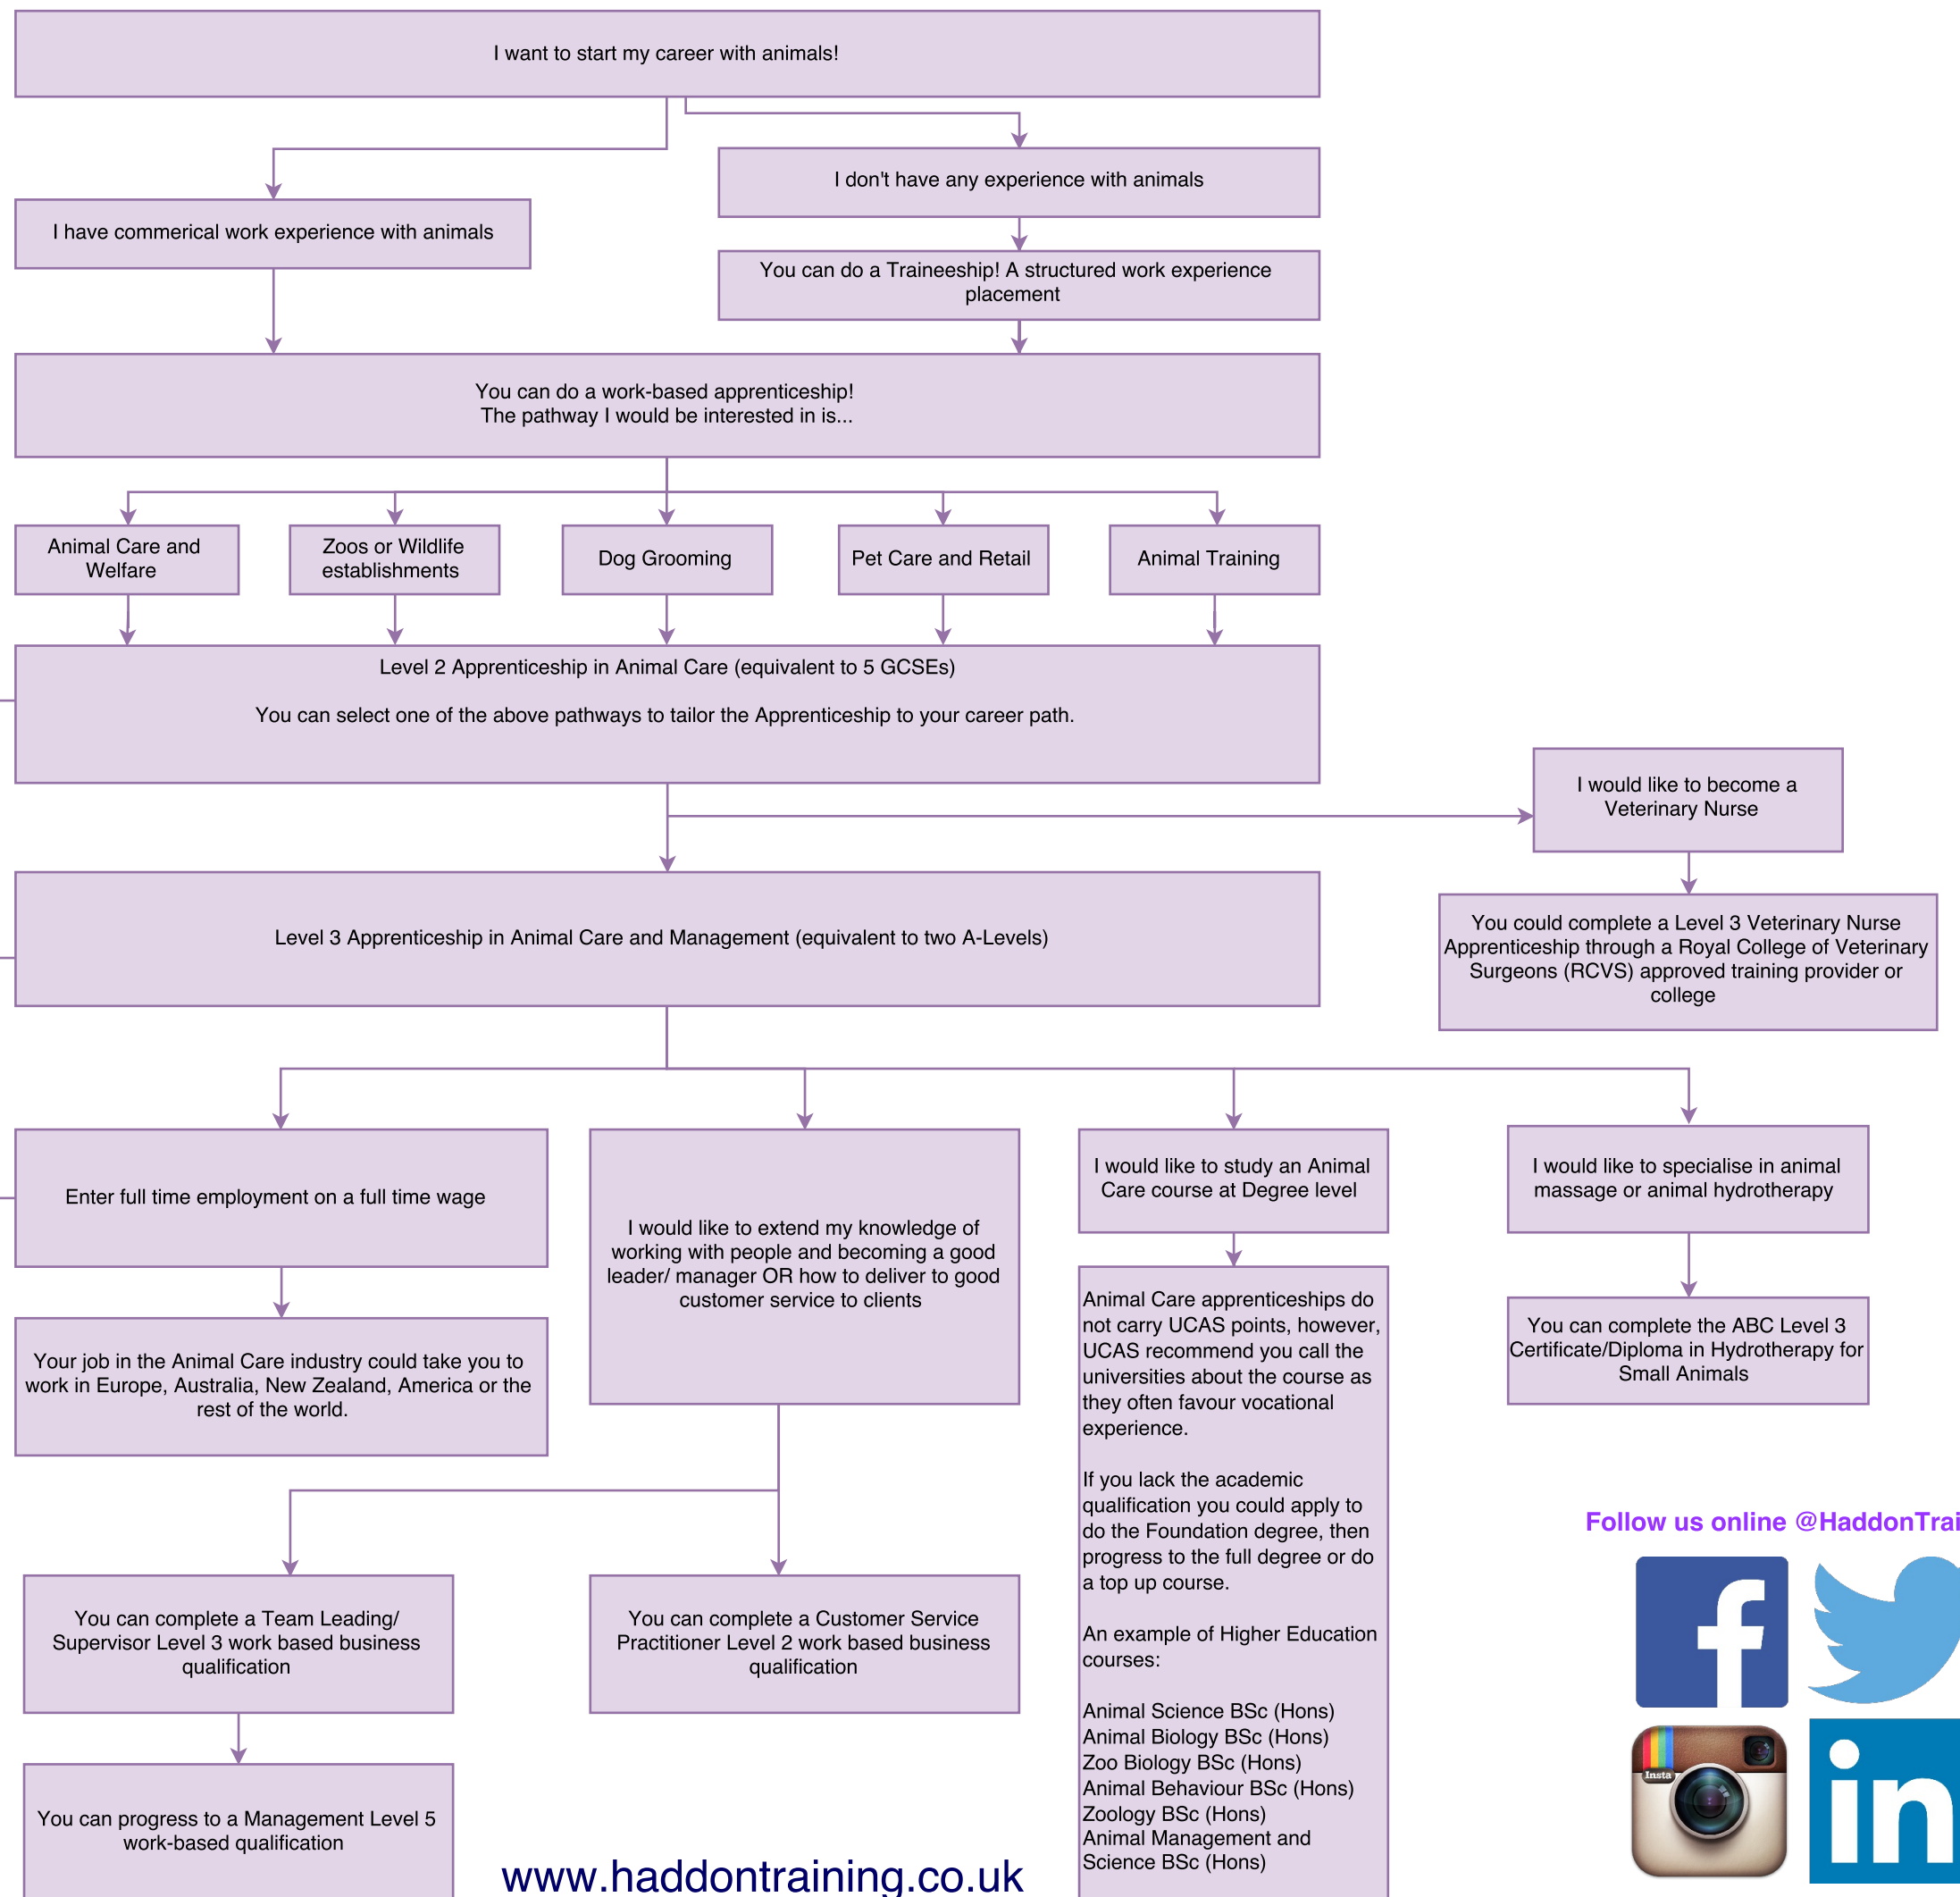 I want to start my career with animals!
I don't have any experience with animals
I have commerical work experience with animals
You can do a Traineeship! A structured work experience
placement
You can do a work-based apprenticeship!
The pathway I would be interested in is...
Animal Care and
Welfare
Zoos or Wildlife
establishments
Dog Grooming
Pet Care and Retail
Animal Training
Level 2 Apprenticeship in Animal Care (equivalent to 5 GCSEs)
You can select one of the above pathways to tailor the Apprenticeship to your career path.
I would like to become a
Veterinary Nurse
Level 3 Apprenticeship in Animal Care and Management (equivalent to two A-Levels)
You could complete a Level 3 Veterinary Nurse
Apprenticeship through a Royal College of Veterinary
Surgeons (RCVS) approved training provider or
college
Enter full time employment on a full time wage
I would like to extend my knowledge of
working with people and becoming a good
leader/ manager OR how to deliver to good
customer service to clients
I would like to study an Animal
Care course at Degree level
I would like to specialise in animal
massage or animal hydrotherapy
Your job in the Animal Care industry could take you to
work in Europe, Australia, New Zealand, America or the
rest of the world.
Animal Care apprenticeships do
not carry UCAS points, however,
UCAS recommend you call the
universities about the course as
they often favour vocational
experience.
If you lack the academic
qualification you could apply to
do the Foundation degree, then
progress to the full degree or do
a top up course.
An example of Higher Education
courses:
Animal Science BSc (Hons)
Animal Biology BSc (Hons)
Zoo Biology BSc (Hons)
Animal Behaviour BSc (Hons)
Zoology BSc (Hons)
Animal Management and
Science BSc (Hons)
You can complete the ABC Level 3
Certificate/Diploma in Hydrotherapy for
Small Animals
You can complete a Team Leading/
Supervisor Level 3 work based business
qualification
You can complete a Customer Service
Practitioner Level 2 work based business
qualification
You can progress to a Management Level 5
work-based qualification
www.haddontraining.co.uk
Follow us online @HaddonTrai
f
Insta
in